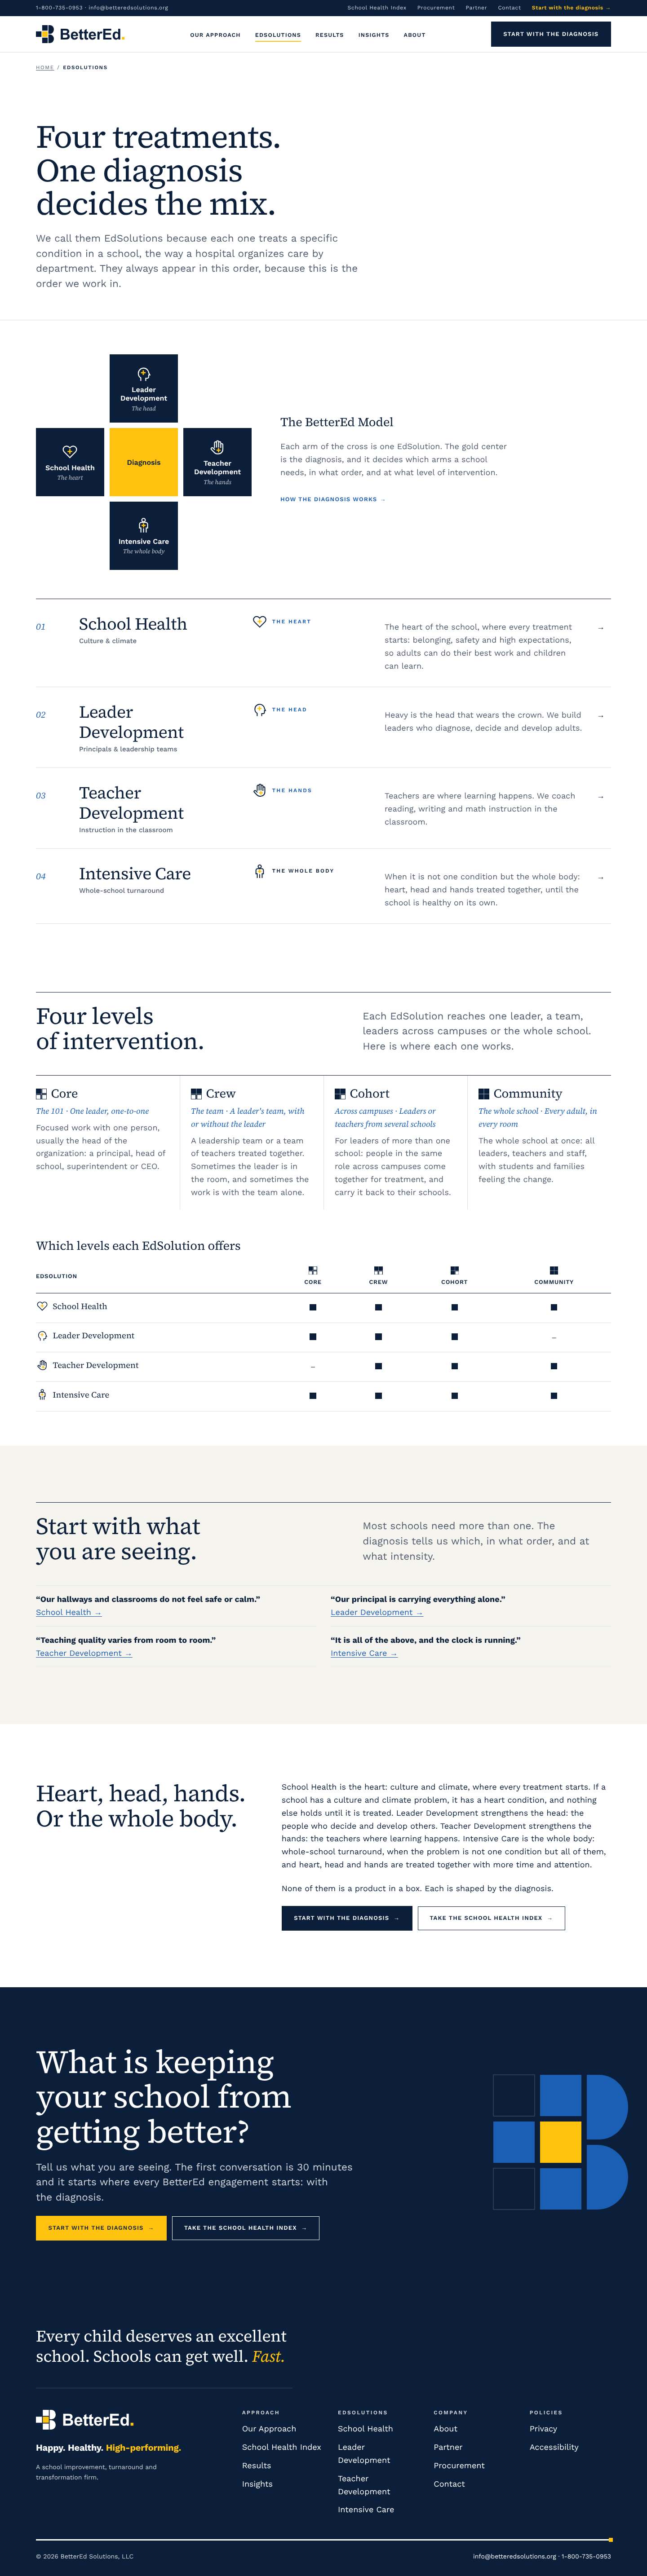 1-800-735-0953 · info@betteredsolutions.org
School Health Index Procurement Partner Contact Start with the diagnosis →
BetterEd.
OUR APPROACH EDSOLUTIONS RESULTS INSIGHTS ABOUT
START WITH THE DIAGNOSIS
HOME / EDSOLUTIONS
Four treatments.
One diagnosis
decides the mix.
We call them EdSolutions because each one treats a specific
condition in a school, the way a hospital organizes care by
department. They always appear in this order, because this is the
order we work in.
Leader
Development
The head
School Health
The heart
Diagnosis
Teacher
Development
The hands
Intensive Care
The whole body
The BetterEd Model
Each arm of the cross is one EdSolution. The gold center
is the diagnosis, and it decides which arms a school
needs, in what order, and at what level of intervention.
HOW THE DIAGNOSIS WORKS →
01
School Health
Culture & climate
THE HEART
The heart of the school, where every treatment
starts: belonging, safety and high expectations,
so adults can do their best work and children
can learn.
→
02
Leader
Development
Principals & leadership teams
THE HEAD
Heavy is the head that wears the crown. We build
leaders who diagnose, decide and develop adults.
→
03
Teacher
Development
Instruction in the classroom
THE HANDS
Teachers are where learning happens. We coach
reading, writing and math instruction in the
classroom.
→
04
Intensive Care
Whole-school turnaround
THE WHOLE BODY
When it is not one condition but the whole body:
heart, head and hands treated together, until the
school is healthy on its own.
→
Four levels
of intervention.
Each EdSolution reaches one leader, a team,
leaders across campuses or the whole school.
Here is where each one works.
Core
The 101 · One leader, one-to-one
Focused work with one person,
usually the head of the
organization: a principal, head of
school, superintendent or CEO.
Crew
The team · A leader's team, with
or without the leader
A leadership team or a team
of teachers treated together.
Sometimes the leader is in
the room, and sometimes the
work is with the team alone.
Cohort
Across campuses · Leaders or
teachers from several schools
For leaders of more than one
school: people in the same
role across campuses come
together for treatment, and
carry it back to their schools.
Community
The whole school · Every adult, in
every room
The whole school at once: all
leaders, teachers and staff,
with students and families
feeling the change.
Which levels each EdSolution offers
EDSOLUTION CORE CREW COHORT COMMUNITY
School Health
Leader Development –
Teacher Development –
Intensive Care
Start with what
you are seeing.
Most schools need more than one. The
diagnosis tells us which, in what order, and at
what intensity.
“Our hallways and classrooms do not feel safe or calm.”
School Health →
“Our principal is carrying everything alone.”
Leader Development →
“Teaching quality varies from room to room.”
Teacher Development →
“It is all of the above, and the clock is running.”
Intensive Care →
Heart, head, hands.
Or the whole body.
School Health is the heart: culture and climate, where every treatment starts. If a
school has a culture and climate problem, it has a heart condition, and nothing
else holds until it is treated. Leader Development strengthens the head: the
people who decide and develop others. Teacher Development strengthens the
hands: the teachers where learning happens. Intensive Care is the whole body:
whole-school turnaround, when the problem is not one condition but all of them,
and heart, head and hands are treated together with more time and attention.
None of them is a product in a box. Each is shaped by the diagnosis.
START WITH THE DIAGNOSIS →
TAKE THE SCHOOL HEALTH INDEX →
What is keeping
your school from
getting better?
Tell us what you are seeing. The first conversation is 30 minutes
and it starts where every BetterEd engagement starts: with
the diagnosis.
START WITH THE DIAGNOSIS →
TAKE THE SCHOOL HEALTH INDEX →
Every child deserves an excellent
school. Schools can get well. Fast.
BetterEd.
Happy. Healthy. High-performing.
A school improvement, turnaround and
transformation firm.
APPROACH
Our Approach
School Health Index
Results
Insights
EDSOLUTIONS
School Health
Leader
Development
Teacher
Development
Intensive Care
COMPANY
About
Partner
Procurement
Contact
POLICIES
Privacy
Accessibility
© 2026 BetterEd Solutions, LLC
info@betteredsolutions.org · 1-800-735-0953